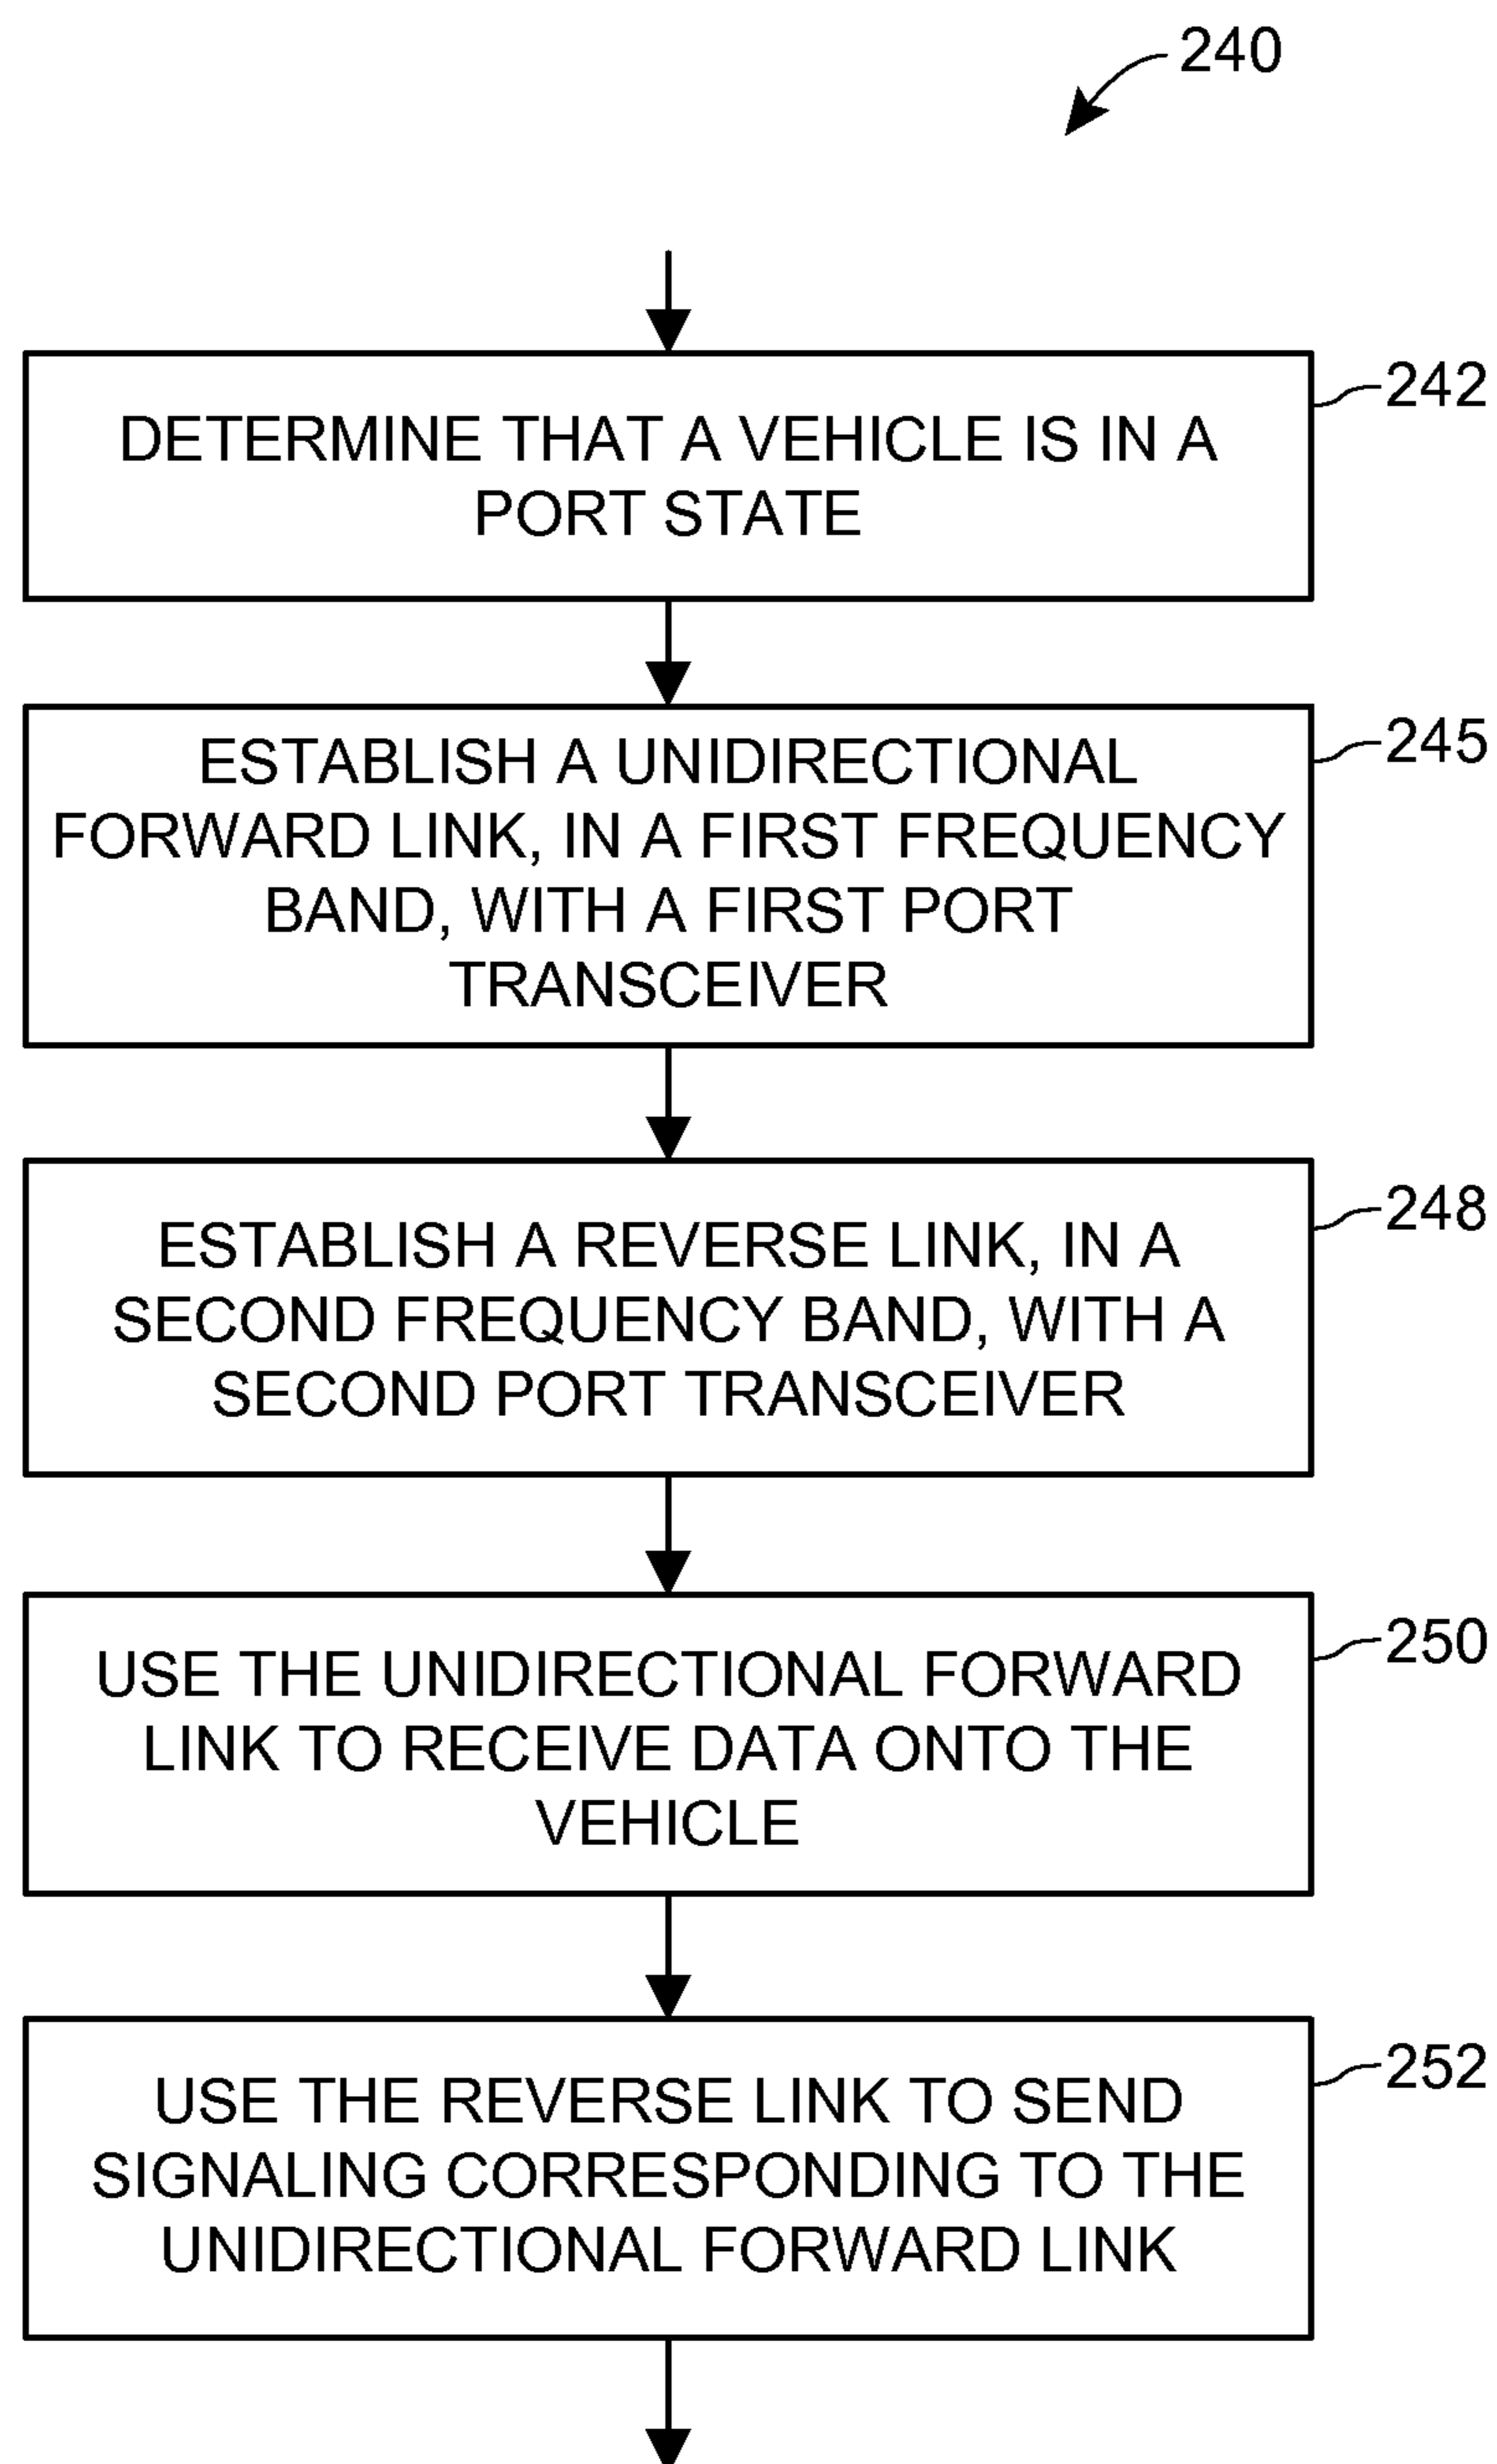 240
DETERMINE THAT A VEHICLE IS IN A
PORT STATE
242
ESTABLISH A UNIDIRECTIONAL
FORWARD LINK, IN A FIRST FREQUENCY
BAND, WITH A FIRST PORT
TRANSCEIVER
245
ESTABLISH A REVERSE LINK, IN A
SECOND FREQUENCY BAND, WITH A
SECOND PORT TRANSCEIVER
248
USE THE UNIDIRECTIONAL FORWARD
LINK TO RECEIVE DATA ONTO THE
VEHICLE
250
USE THE REVERSE LINK TO SEND
SIGNALING CORRESPONDING TO THE
UNIDIRECTIONAL FORWARD LINK
252